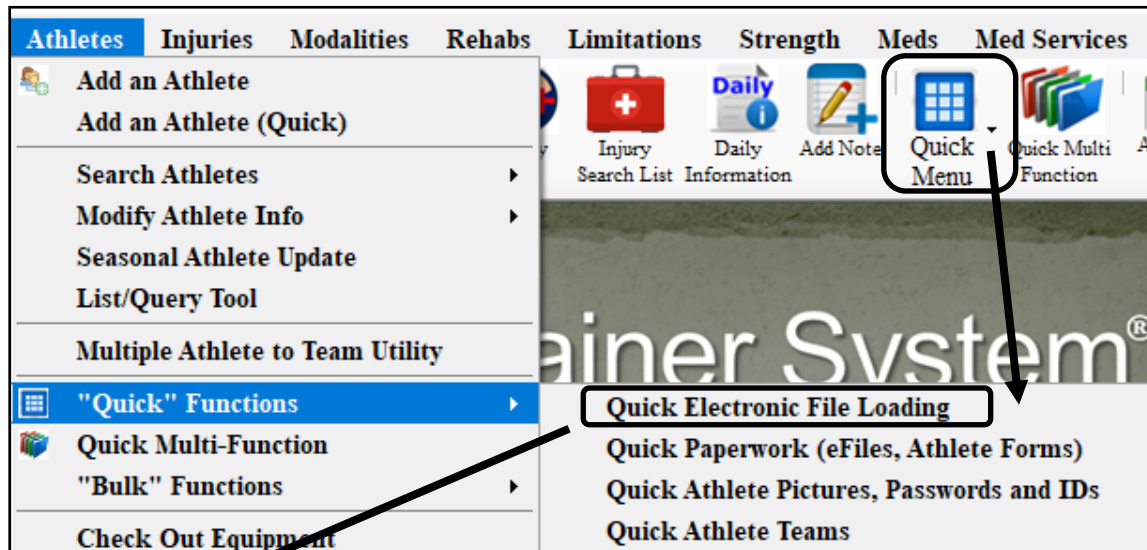 Athletes Injuries Modalities Rehabs Limitations Strength Meds Med Services
Injury Search List
Daily
Daily Information
Add Note
Quick Menu
Quick Multi Function
Add an Athlete
Add an Athlete (Quick)
Search Athletes
Modify Athlete Info
Seasonal Athlete Update
List/Query Tool
Multiple Athlete to Team Utility
"Quick" Functions
Quick Multi-Function
"Bulk" Functions
Check Out Equipment
ainer System®
Quick Electronic File Loading
Quick Paperwork (eFiles, Athlete Forms)
Quick Athlete Pictures, Passwords and IDs
Quick Athlete Teams